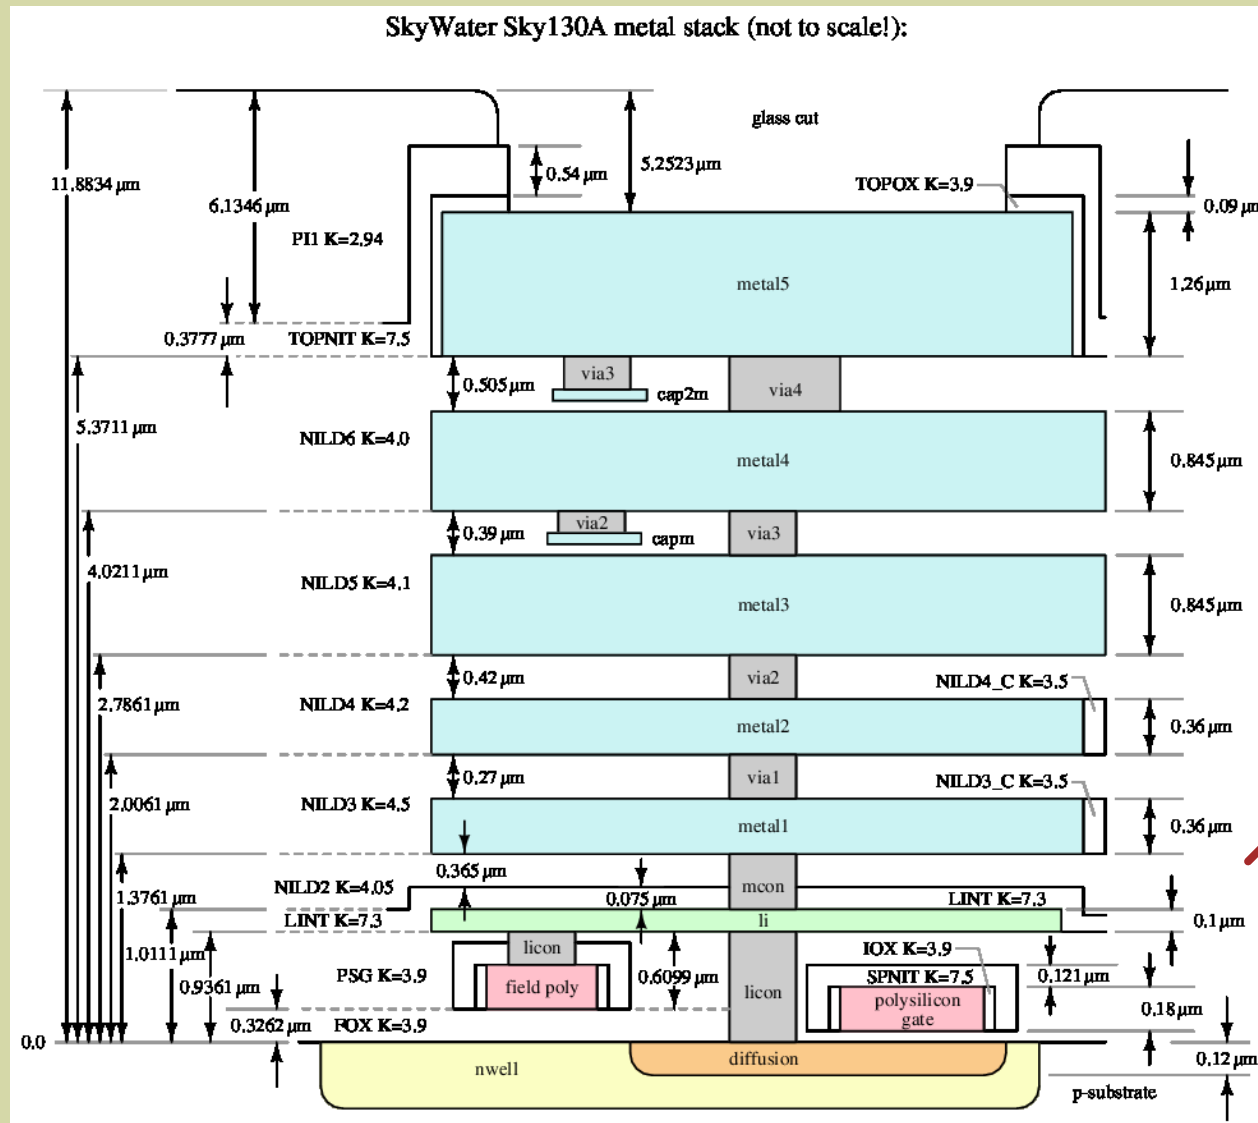 SkyWater Sky130A metal stack (not to scale!):
glass cut
11.8834 µm
6.1346 µm
0.54 µm
5.2523 µm
TOPOX K=3.9
0.09 µm
PI1 K=2.94
metal5
1.26 µm
0.3777 µm
TOPNIT K=7.5
0.505 µm
via3
cap2m
via4
5.3711 µm
NILD6 K=4.0
metal4
0.845 µm
0.39 µm
via2
capm
via3
4.0211 µm
NILD5 K=4.1
metal3
0.845 µm
0.42 µm
via2
NILD4_C K=3.5
2.7861 µm
NILD4 K=4.2
metal2
0.36 µm
0.27 µm
via1
NILD3_C K=3.5
2.0061 µm
NILD3 K=4.5
metal1
0.36 µm
0.365 µm
NILD2 K=4.05
1.3761 µm
0.075 µm
mcon
LINT K=7.3
LINT K=7.3
li
0.1 µm
1.0111 µm
licon
IOX K=3.9
0.9361 µm
PSG K=3.9
field poly
0.6099 µm
licon
SPNIT K=7.5
0.121 µm
polysilicon
gate
0.18 µm
0.3262 µm
FOX K=3.9
0.0
nwell
diffusion
0.12 µm
p-substrate